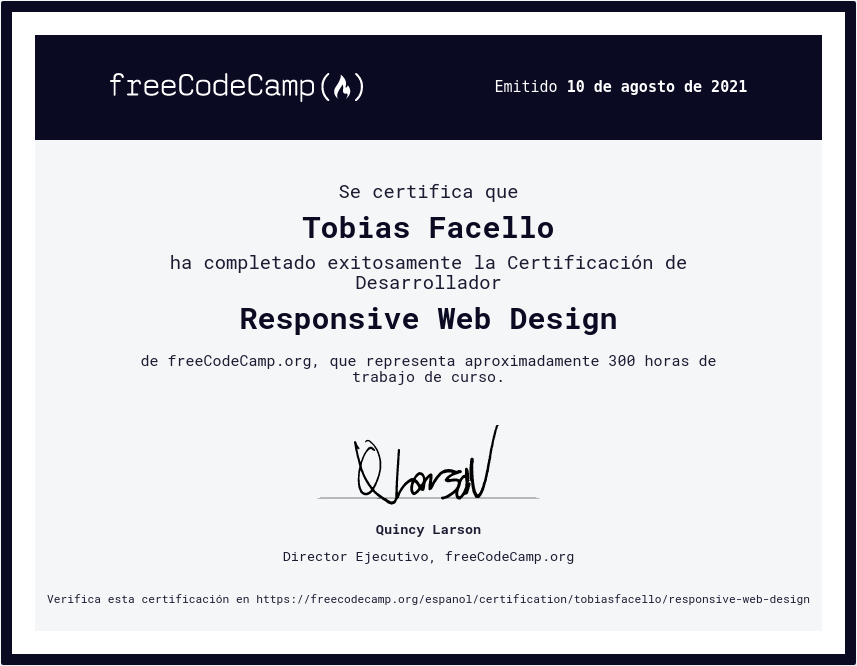 freeCodeCamp(🔥)
Emitido 10 de agosto de 2021
Se certifica que
Tobias Facello
ha completado exitosamente la Certificación de
Desarrollador
Responsive Web Design
de freeCodeCamp.org, que representa aproximadamente 300 horas de
trabajo de curso.
Q Larson
Quincy Larson
Director Ejecutivo, freeCodeCamp.org
Verifica esta certificación en https://freecodecamp.org/espanol/certification/tobiasfacello/responsive-web-design